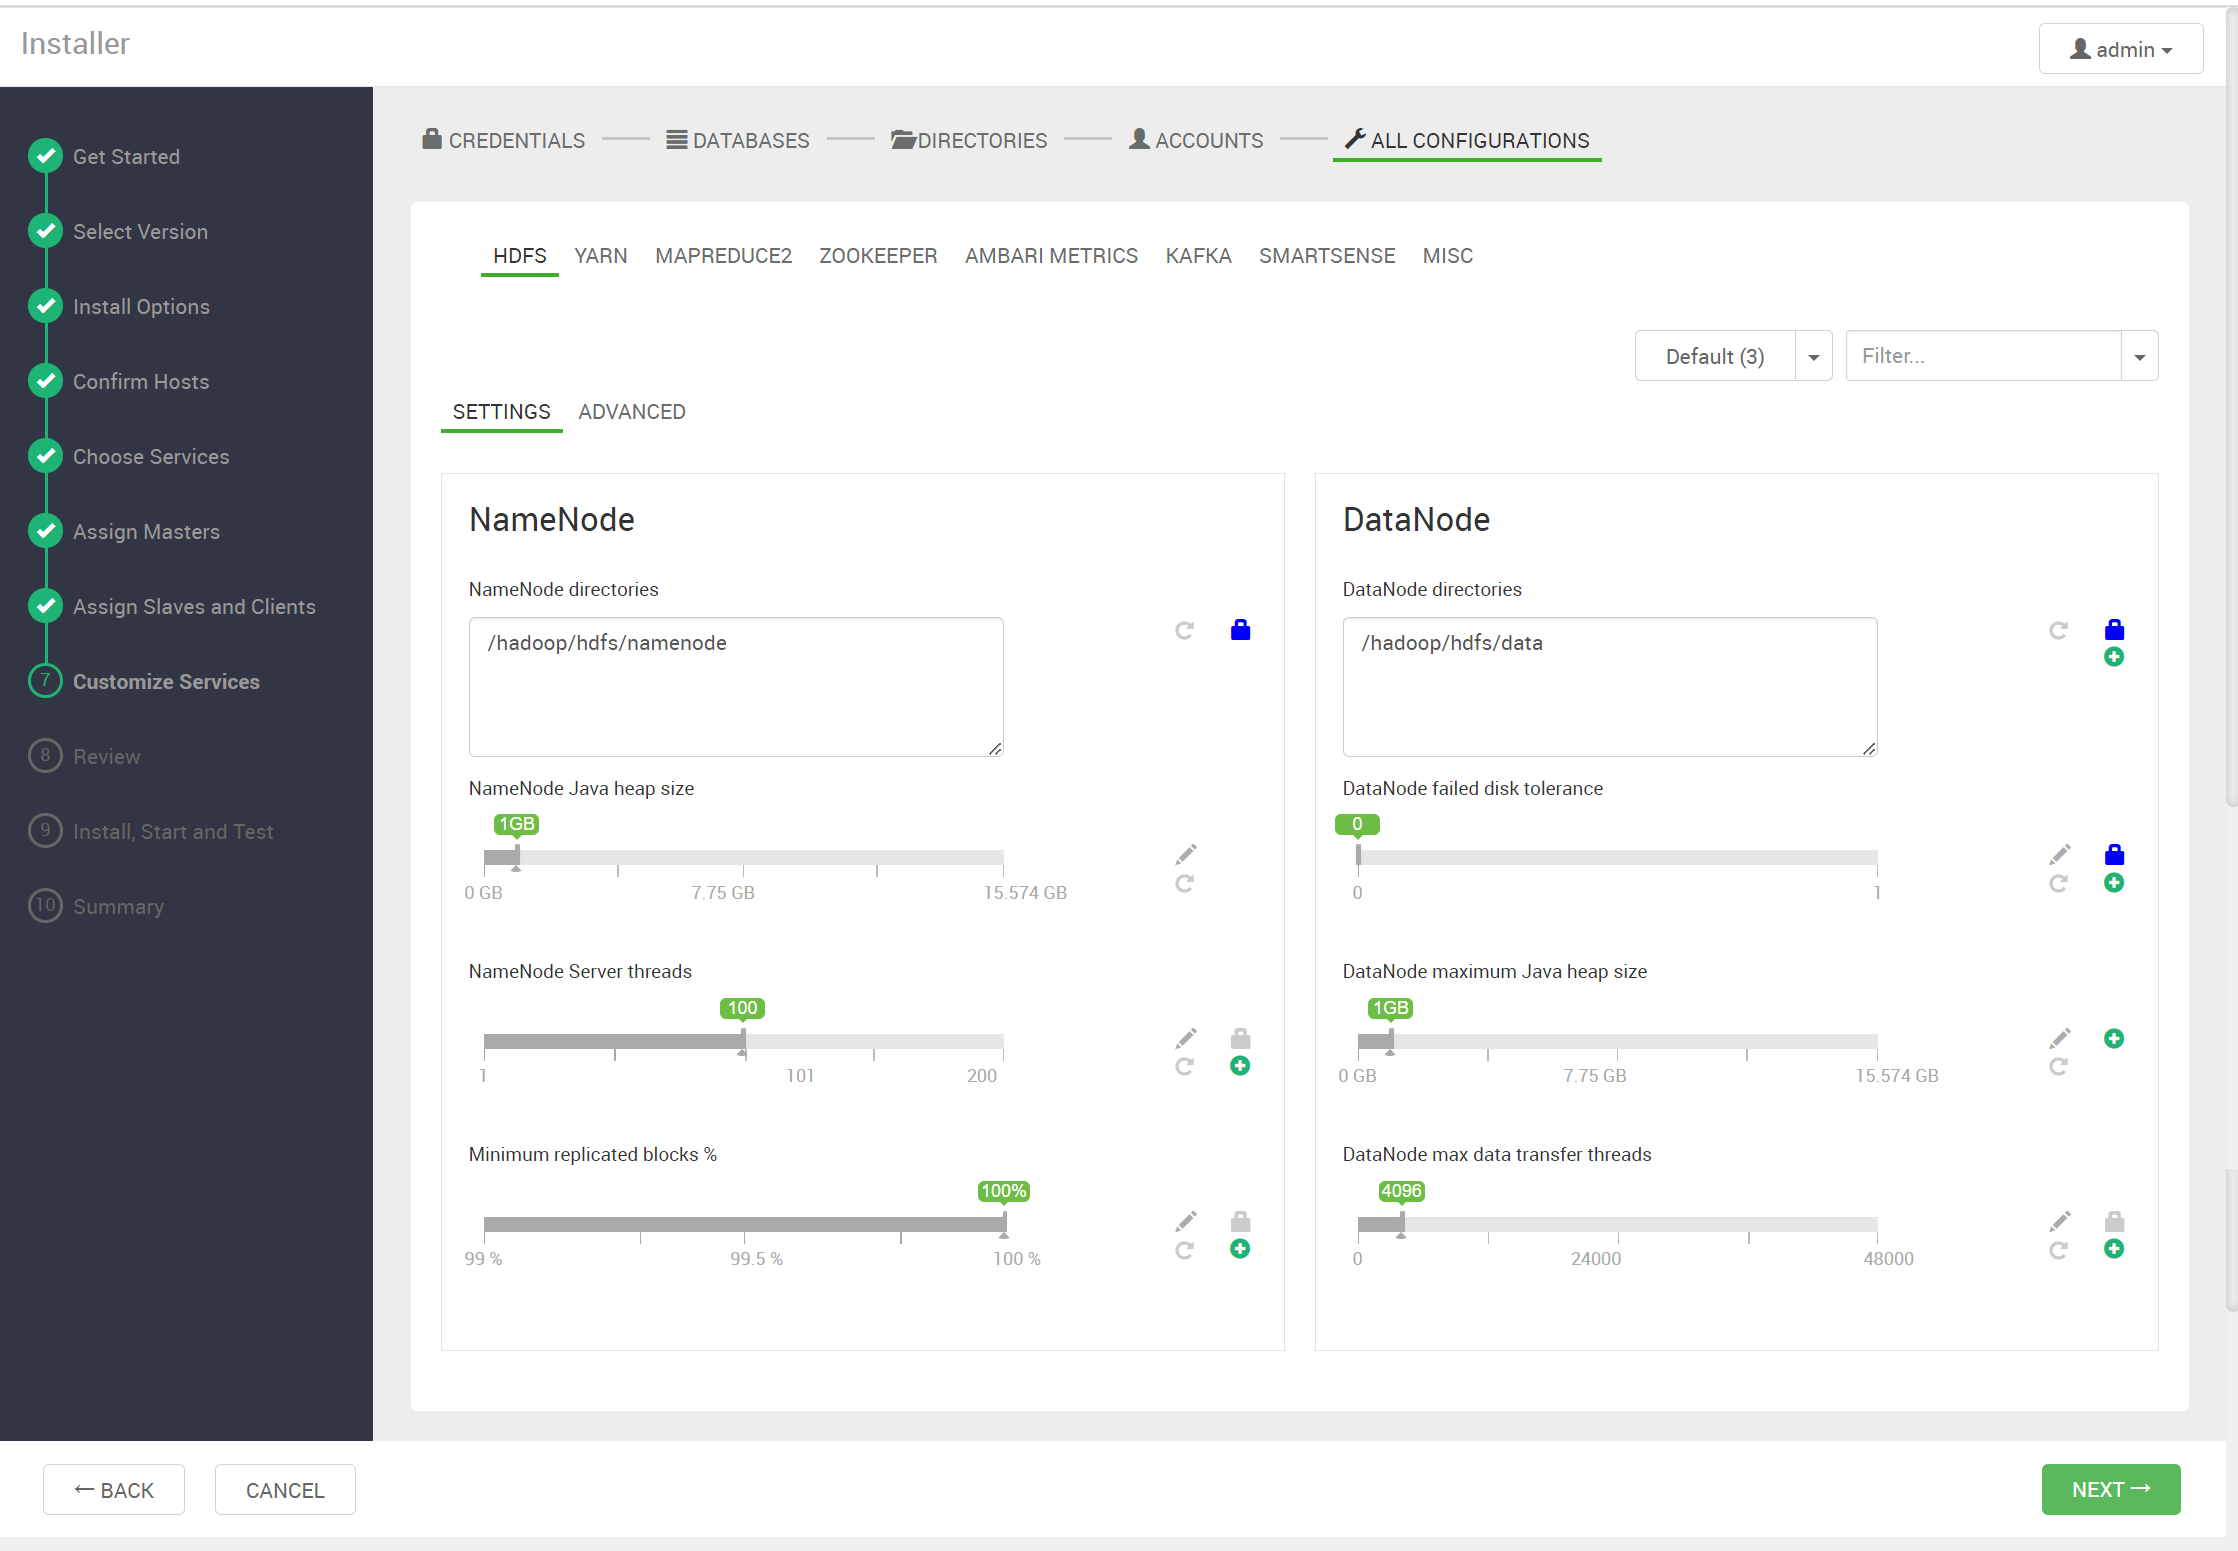 Installer
admin
Get Started
Select Version
Install Options
Confirm Hosts
Choose Services
Assign Masters
Assign Slaves and Clients
7 Customize Services
8 Review
9 Install, Start and Test
10 Summary
CREDENTIALS DATABASES DIRECTORIES ACCOUNTS ALL CONFIGURATIONS
HDFS YARN MAPREDUCE2 ZOOKEEPER AMBARI METRICS KAFKA SMARTSENSE MISC
Default (3) Filter...
SETTINGS ADVANCED
NameNode
NameNode directories
/hadoop/hdfs/namenode
NameNode Java heap size
1GB
0 GB 7.75 GB 15.574 GB
NameNode Server threads
100
1 101 200
Minimum replicated blocks %
100%
99 % 99.5 % 100 %
DataNode
DataNode directories
/hadoop/hdfs/data
DataNode failed disk tolerance
0
0 1
DataNode maximum Java heap size
1GB
0 GB 7.75 GB 15.574 GB
DataNode max data transfer threads
4096
0 24000 48000
← BACK CANCEL NEXT →